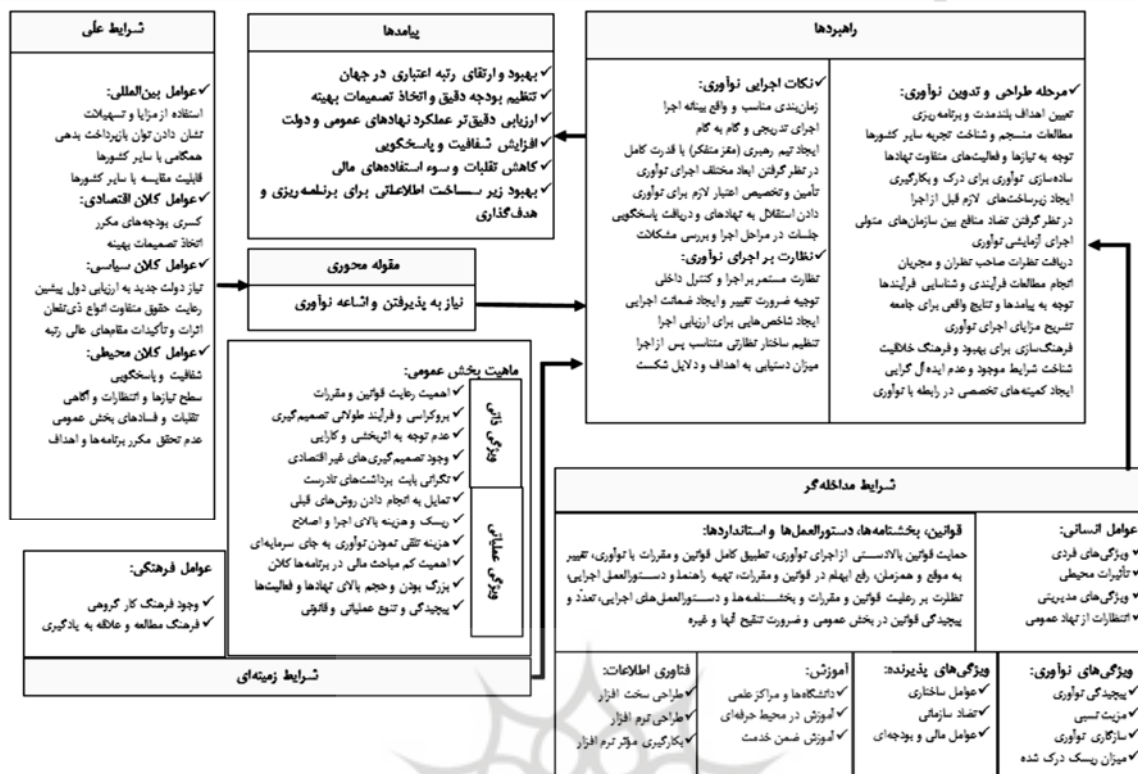 شرایط علّی
✓عوامل بین‌المللی:
استفاده از مزایا و تسهیلات
نشان دادن توان بازپرداخت بدهی
همگامی با سایر کشورها
قابلیت مقایسه با سایر کشورها
✓عوامل کلان اقتصادی:
کسری بودجه‌های مکرر
اتخاذ تصمیمات بهینه
✓عوامل کلان سیاسی:
نیاز دولت جدید به ارزیابی دول پیشین
رعایت حقوق متفاوت انواع ذی‌نفعان
اثرات و تأکیدات مقام‌های عالی رتبه
✓عوامل کلان محیطی:
شفافیت و پاسخگویی
سطح نیازها و انتظارات و آگاهی
تقلبات و فسادهای بخش عمومی
عدم تحقق مکرر برنامه‌ها و اهداف
پیامدها
✓بهبود و ارتقای رتبه اعتباری در جهان
✓تنظیم بودجه دقیق و اتخاذ تصمیمات بهینه
✓ارزیابی دقیق‌تر عملکرد نهادهای عمومی و دولت
✓افزایش شفافیت و پاسخگویی
✓کاهش تقلبات و سوء استفاده‌های مالی
✓بهبود زیر ساخت اطلاعاتی برای برنامه‌ریزی و
هدف‌گذاری
مقوله محوری
نیاز به پذیرفتن و اشاعه نوآوری
راهبردها
✓مرحله طراحی و تدوین نوآوری:
تعیین اهداف بلندمدت و برنامه‌ریزی
مطالعات منسجم و شناخت تجربه سایر کشورها
توجه به نیازها و فعالیت‌های متفاوت نهادها
ساده‌سازی نوآوری برای درک و بکارگیری
ایجاد زیرساخت‌های لازم قبل از اجرا
در نظر گرفتن تضاد منافع بین سازمان‌های متولی
اجرای آزمایشی نوآوری
دریافت نظرات صاحب نظران و مجریان
انجام مطالعات فرآیندی و شناسایی فرآیندها
توجه به پیامدها و نتایج واقعی برای جامعه
تشریح مزایای اجرای نوآوری
فرهنگ‌سازی برای بهبود و فرهنگ خلاقیت
شناخت شرایط موجود و عدم ایده‌آل گرایی
ایجاد کمیته‌های تخصصی در رابطه با نوآوری
✓نکات اجرایی نوآوری:
زمان‌بندی مناسب و واقع بینانه اجرا
اجرای تدریجی و گام به گام
ایجاد تیم رهبری (مغز متفکر) با قدرت کامل
در نظر گرفتن ابعاد مختلف اجرای نوآوری
تأمین و تخصیص اعتبار لازم برای نوآوری
دادن استقلال به نهادهای و دریافت پاسخگویی
جلسات در مراحل اجرا و بررسی مشکلات
✓نظارت بر اجرای نوآوری:
نظارت مستمر بر اجرا و کنترل داخلی
توجیه ضرورت تغییر و ایجاد ضمانت اجرایی
ایجاد شاخص‌هایی برای ارزیابی اجرا
تنظیم ساختار نظارتی متناسب پس از اجرا
میزان دستیابی به اهداف و دلایل شکست
ماهیت بخش عمومی:
ویژگی ذاتی
✓اهمیت رعایت قوانین و مقررات
✓بروکراسی و فرآیند طولانی تصمیم‌گیری
✓عدم توجه به اثربخشی و کارایی
✓وجود تصمیم‌گیری‌های غیر اقتصادی
✓نگرانی بابت برداشت‌های نادرست
ویژگی عملیاتی
✓تمایل به انجام دادن روش‌های قبلی
✓ریسک و هزینه بالای اجرا و اصلاح
✓هزینه تلقی نمودن نوآوری به جای سرمایه‌ای
✓اهمیت کم مباحث مالی در برنامه‌ها کلان
✓بزرگ بودن و حجم بالای نهادها و فعالیت‌ها
✓پیچیدگی و تنوع عملیاتی و قانونی
عوامل فرهنگی:
✓وجود فرهنگ کار گروهی
✓فرهنگ مطالعه و علاقه به یادگیری
شرایط زمینه‌ای
شرایط مداخله‌گر
عوامل انسانی:
✓ویژگی‌های فردی
✓تأثیرات محیطی
✓ویژگی‌های مدیریتی
✓انتظارات از نهاد عمومی
قوانین، بخشنامه‌ها، دستورالعمل‌ها و استانداردها:
حمایت قوانین بالادستی از اجرای نوآوری، تطبیق کامل قوانین و مقررات با نوآوری، تغییر
به موقع و همزمان، رفع ابهام در قوانین و مقررات، تهیه راهنما و دستورالعمل اجرایی،
نظارت بر رعایت قوانین و مقررات و بخشنامه‌ها و دستورالعمل‌های اجرایی، تعدّد و
پیچیدگی قوانین در بخش عمومی و ضرورت تنقیح آنها و غیره
ویژگی‌های نوآوری:
✓پیچیدگی نوآوری
✓مزیت نسبی
✓سازگاری نوآوری
✓میزان ریسک درک شده
ویژگی‌های پذیرنده:
✓عوامل ساختاری
✓تضاد سازمانی
✓عوامل مالی و بودجه‌ای
آموزش:
✓دانشگاه‌ها و مراکز علمی
✓آموزش در محیط حرفه‌ای
✓آموزش ضمن خدمت
فناوری اطلاعات:
✓طراحی سخت افزار
✓طراحی نرم افزار
✓بکارگیری مؤثر نرم افزار